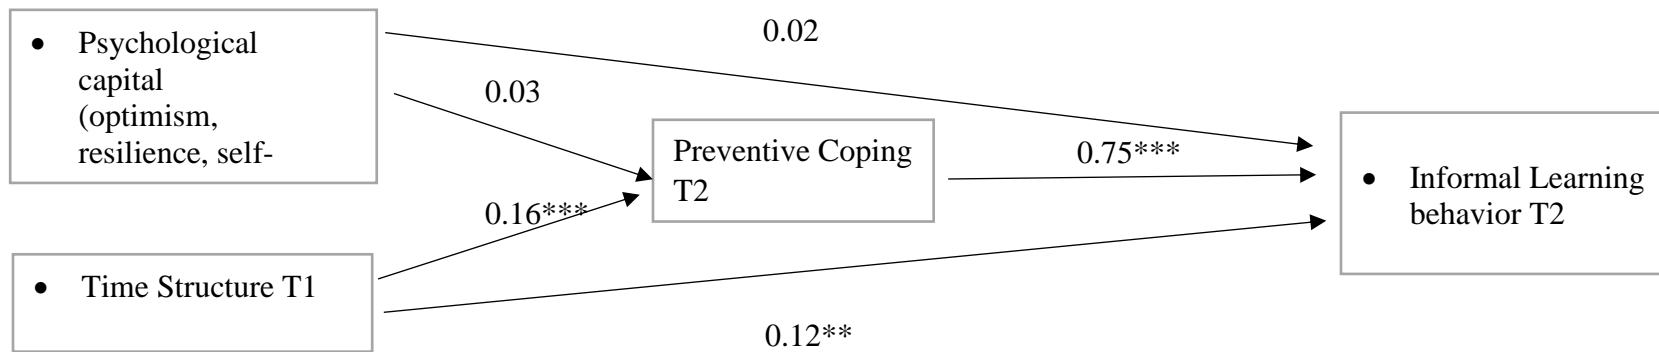 • Psychological
capital
(optimism,
resilience, self-
0.02
0.03
Preventive Coping
T2
0.75***
• Informal Learning
behavior T2
0.16***
• Time Structure T1
0.12**